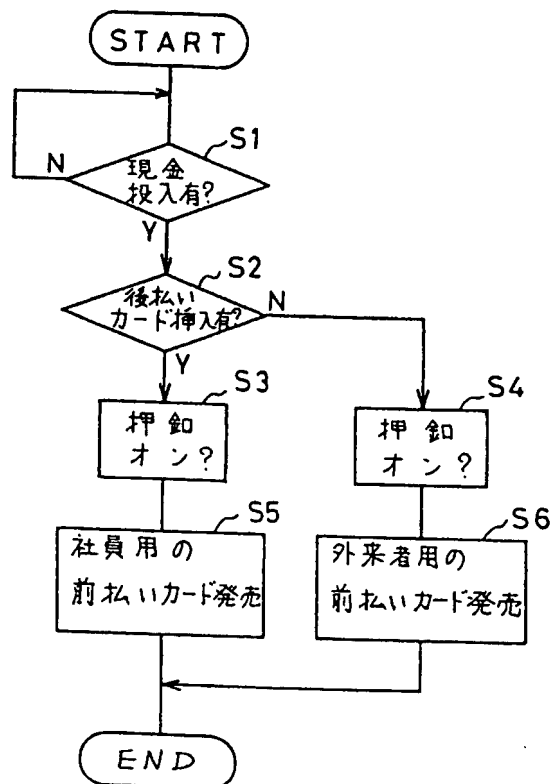 START
S1
N
現金
投入有?
Y
S2
後払い
カード挿入有?
N
Y
S3
押釦
オン?
S4
押釦
オン?
S5
社員用の
前払いカード発売
S6
外来者用の
前払いカード発売
END